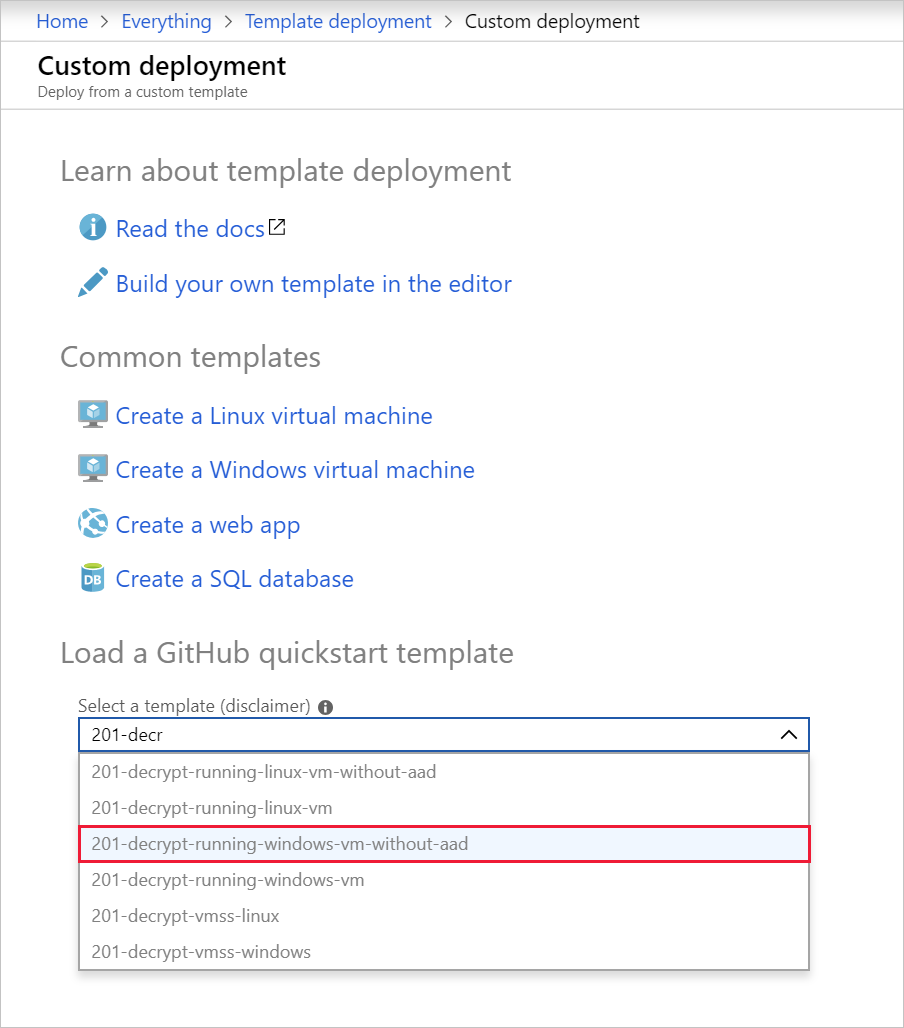 Home > Everything > Template deployment > Custom deployment
Custom deployment
Deploy from a custom template
Learn about template deployment
Read the docs
Build your own template in the editor
Common templates
Create a Linux virtual machine
Create a Windows virtual machine
Create a web app
DB Create a SQL database
Load a GitHub quickstart template
Select a template (disclaimer)
201-decr
201-decrypt-running-linux-vm-without-aad
201-decrypt-running-linux-vm
201-decrypt-running-windows-vm-without-aad
201-decrypt-running-windows-vm
201-decrypt-vmss-linux
201-decrypt-vmss-windows